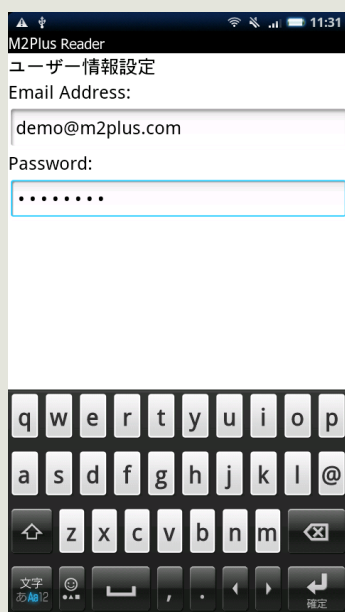 11:31
M2Plus Reader
ユーザー情報設定
Email Address:
demo@m2plus.com
Password:
••••••••
q w e r t y u i o p
a s d f g h j k l @
z x c v b n m
文字
あAa12
, .
確定